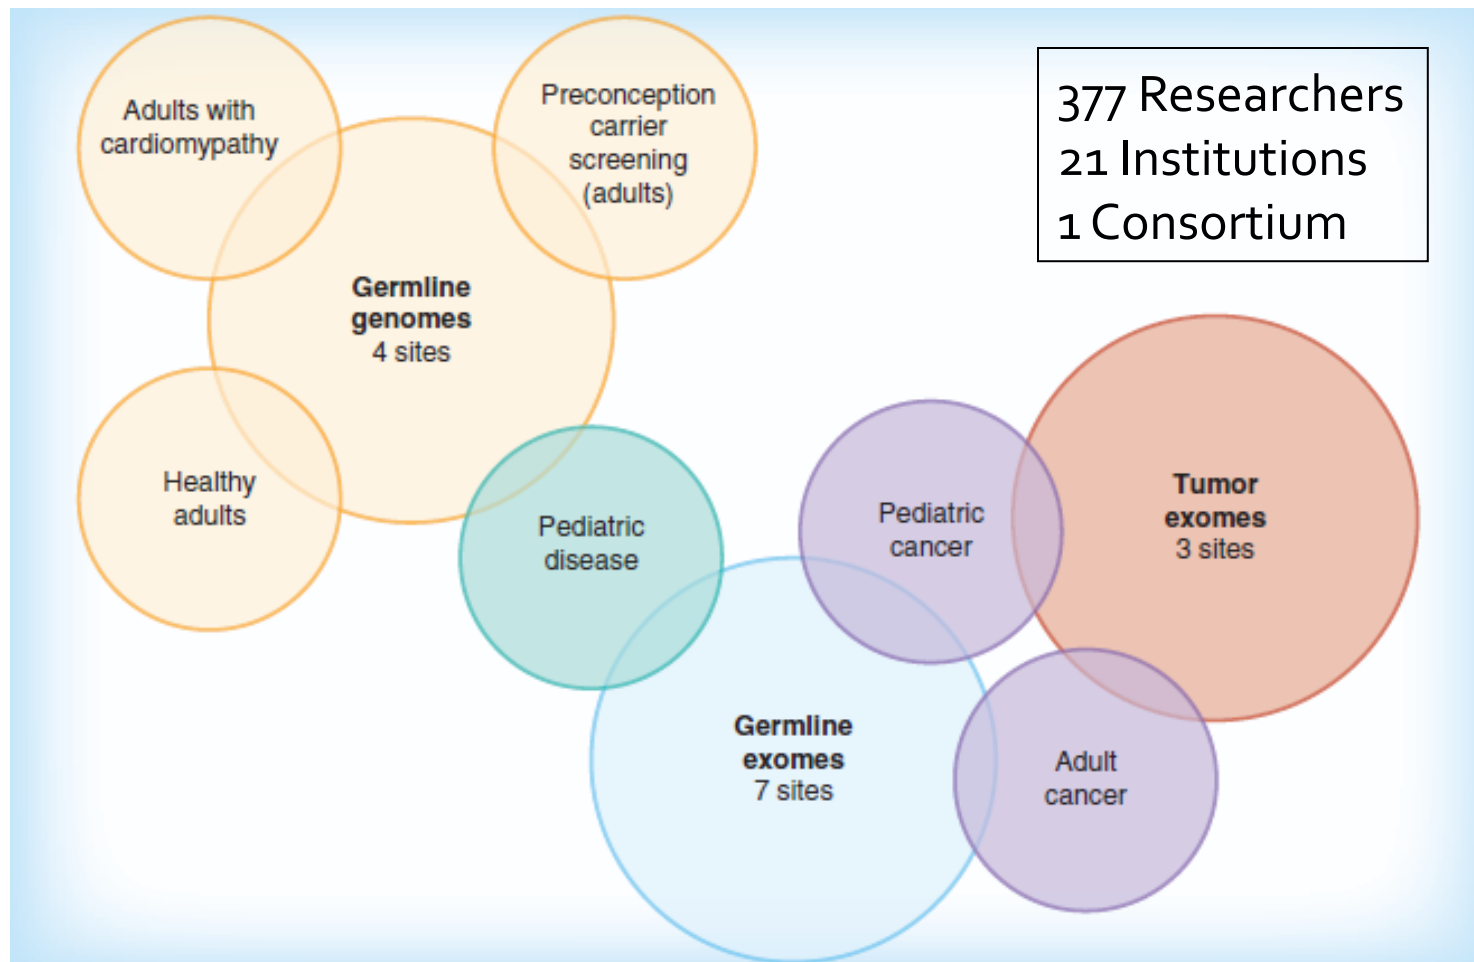 Adults with
cardiomypathy
Preconception
carrier
screening
(adults)
377 Researchers
21 Institutions
1 Consortium
Germline
genomes
4 sites
Healthy
adults
Pediatric
disease
Pediatric
cancer
Tumor
exomes
3 sites
Germline
exomes
7 sites
Adult
cancer